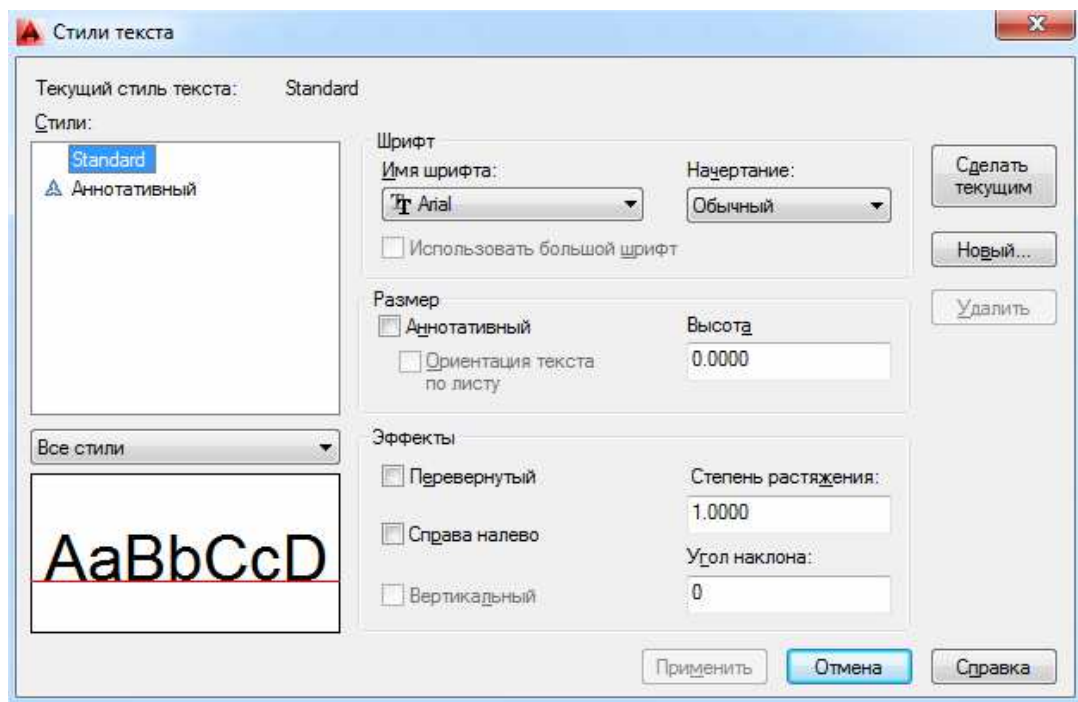 Стили текста
Текущий стиль текста: Standard
Стили:
Standard
Аннотативный
Все стили
AaBbCcD
Шрифт
Имя шрифта:
Arial
Начертание:
Обычный
Использовать большой шрифт
Размер
Аннотативный
Ориентация текста
по листу
Высота
0.0000
Эффекты
Перевернутый
Справа налево
Вертикальный
Степень растяжения:
1.0000
Угол наклона:
0
Сделать
текущим
Новый...
Удалить
Применить
Отмена
Справка